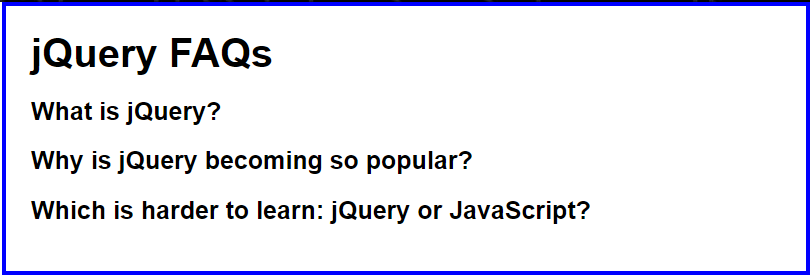 jQuery FAQs
What is jQuery?
Why is jQuery becoming so popular?
Which is harder to learn: jQuery or JavaScript?